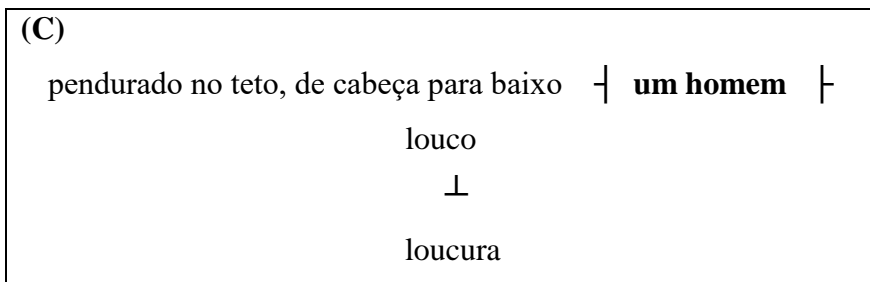 (C)
pendurado no teto, de cabeça para baixo ┤ um homem ├
louco
⊥
loucura